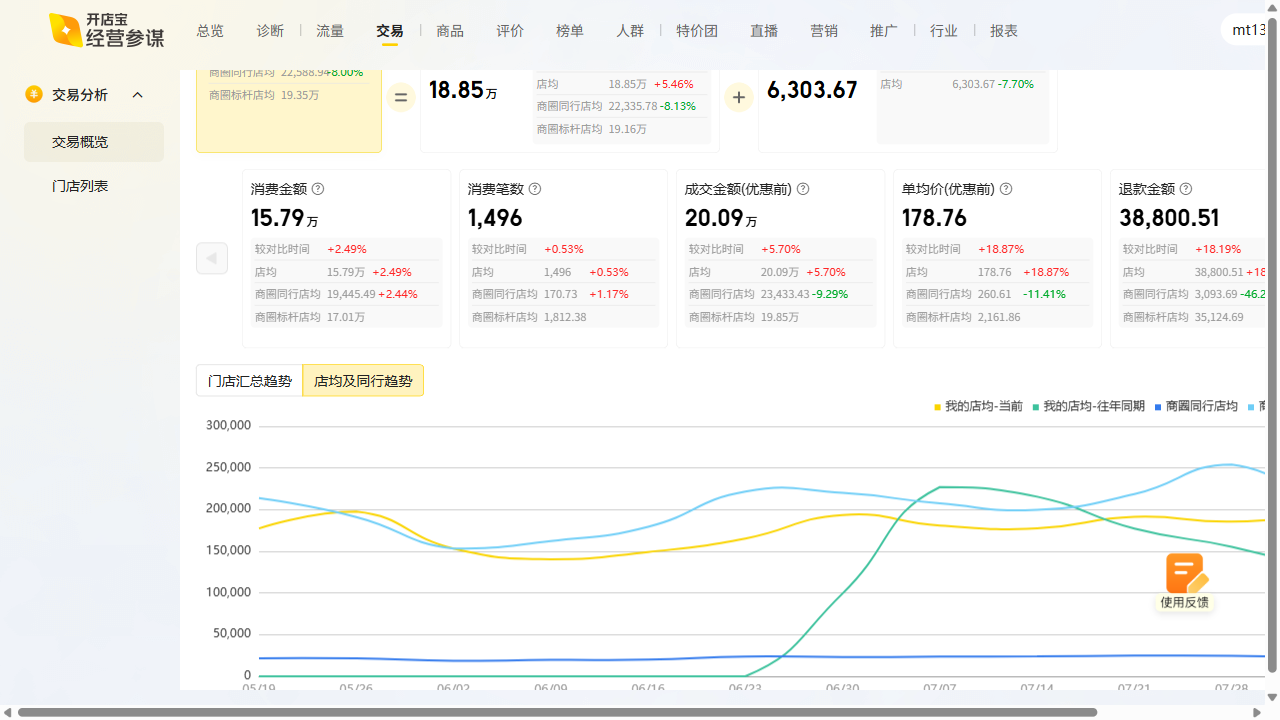 开店宝
经营参谋
总览 诊断 流量 交易 商品 评价 榜单 人群 特价团 直播 营销 推广 行业 报表
mt13
交易分析
交易概览
门店列表
商圈同行店均 22,588.94 +8.00%
商圈标杆店均 19.35万
=
18.85万
店均 18.85万 +5.46%
商圈同行店均 22,335.78 -8.13%
商圈标杆店均 19.16万
+
6,303.67
店均 6,303.67 -7.70%
消费金额
15.79万
较对比时间 +2.49%
店均 15.79万 +2.49%
商圈同行店均 19,445.49 +2.44%
商圈标杆店均 17.01万
消费笔数
1,496
较对比时间 +0.53%
店均 1,496 +0.53%
商圈同行店均 170.73 +1.17%
商圈标杆店均 1,812.38
成交金额(优惠前)
20.09万
较对比时间 +5.70%
店均 20.09万 +5.70%
商圈同行店均 23,433.43 -9.29%
商圈标杆店均 19.85万
单均价(优惠前)
178.76
较对比时间 +18.87%
店均 178.76 +18.87%
商圈同行店均 260.61 -11.41%
商圈标杆店均 2,161.86
退款金额
38,800.51
较对比时间 +18.19%
店均 38,800.51 +18
商圈同行店均 3,093.69 -46.2
商圈标杆店均 35,124.69
门店汇总趋势 店均及同行趋势
我的店均-当前 我的店均-往年同期 商圈同行店均
300,000
250,000
200,000
150,000
100,000
50,000
0
05/19 05/26 06/02 06/09 06/16 06/23 06/30 07/07 07/14 07/21 07/28
使用反馈